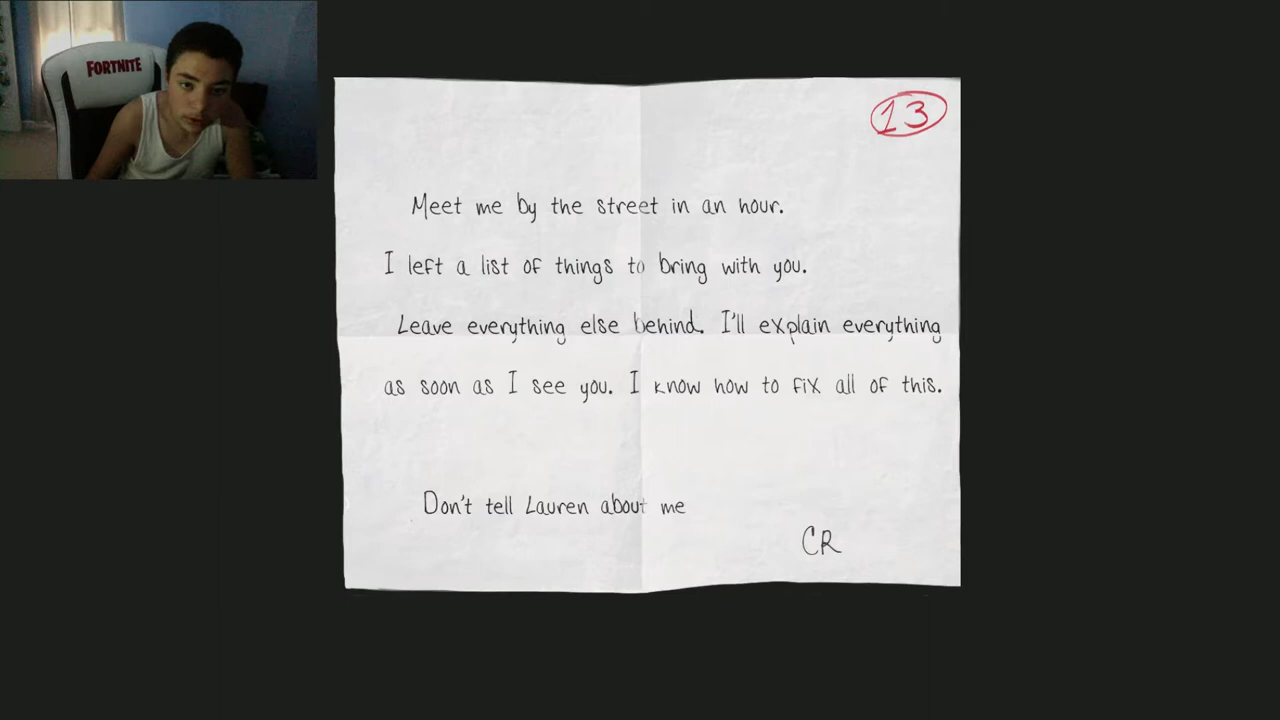 FORTNITE
13
Meet me by the street in an hour.
I left a list of things to bring with you.
Leave everything else behind. I'll explain everything
as soon as I see you. I know how to fix all of this.
Don't tell Lauren about me
CR